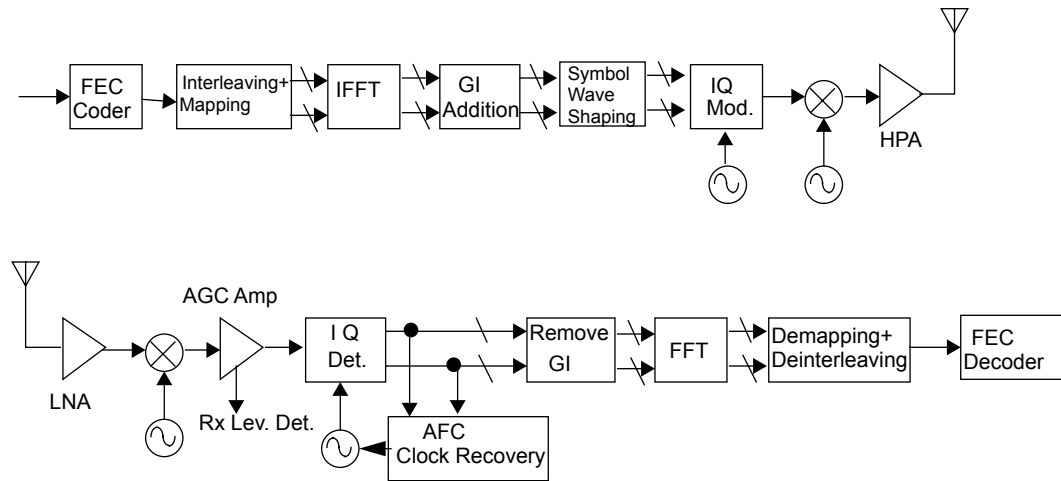 FEC
Coder
Interleaving+
Mapping
IFFT
GI
Addition
Symbol
Wave
Shaping
IQ
Mod.
HPA
LNA
AGC Amp
Rx Lev. Det.
I Q
Det.
AFC
Clock Recovery
Remove
GI
FFT
Demapping+
Deinterleaving
FEC
Decoder